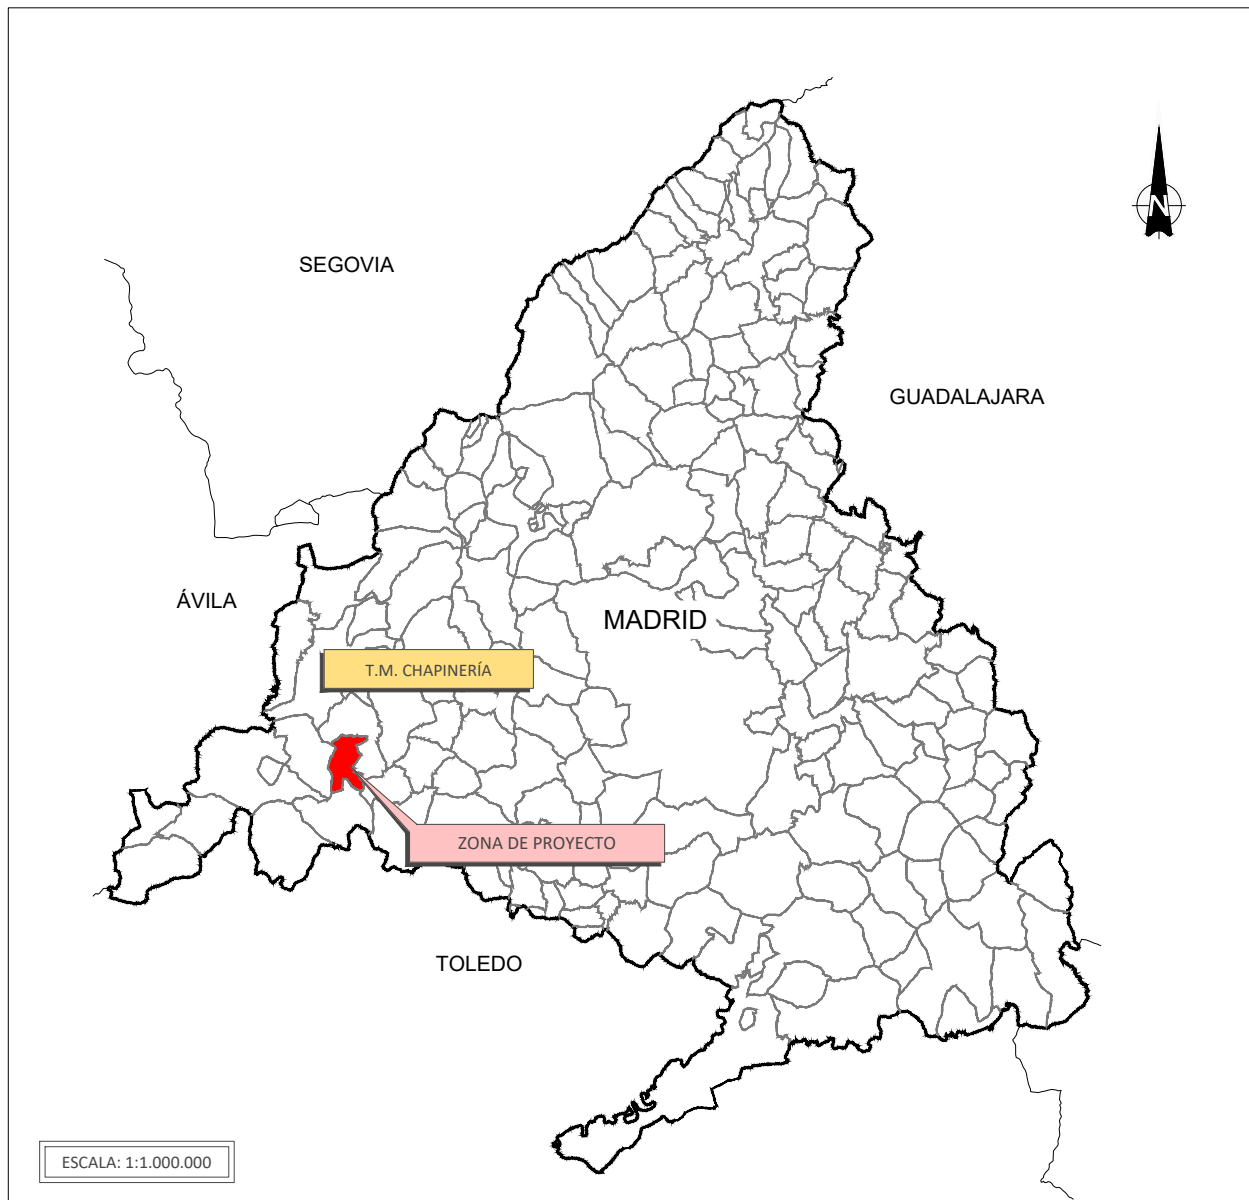 N
SEGOVIA
GUADALAJARA
ÁVILA
MADRID
T.M. CHAPINERÍA
ZONA DE PROYECTO
TOLEDO
ESCALA: 1:1.000.000